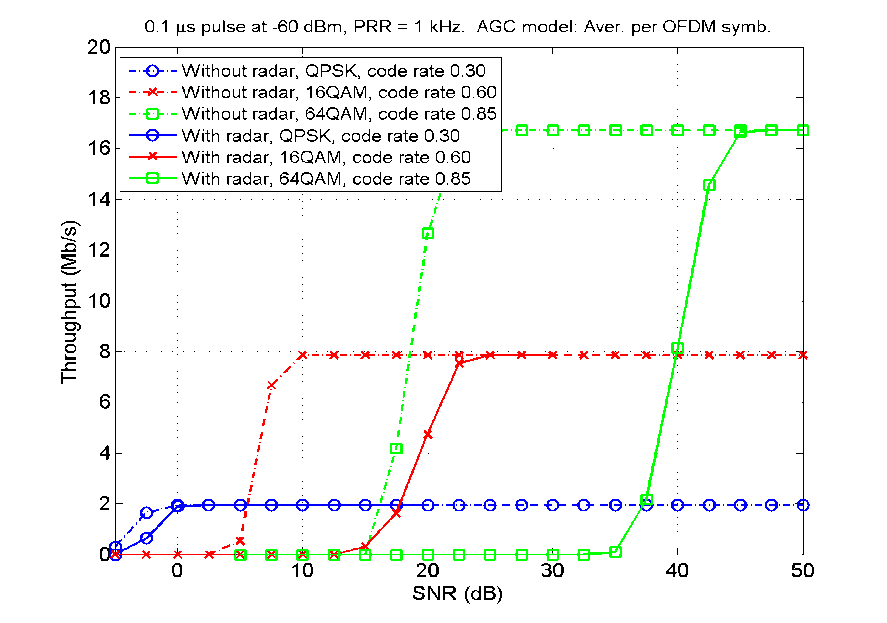 0.1 μs pulse at -60 dBm, PRR = 1 kHz. AGC model: Aver. per OFDM symb.
20
18
16
14
12
10
8
6
4
2
0
Throughput (Mb/s)
Without radar, QPSK, code rate 0.30
Without radar, 16QAM, code rate 0.60
Without radar, 64QAM, code rate 0.85
With radar, QPSK, code rate 0.30
With radar, 16QAM, code rate 0.60
With radar, 64QAM, code rate 0.85
0 10 20 30 40 50
SNR (dB)